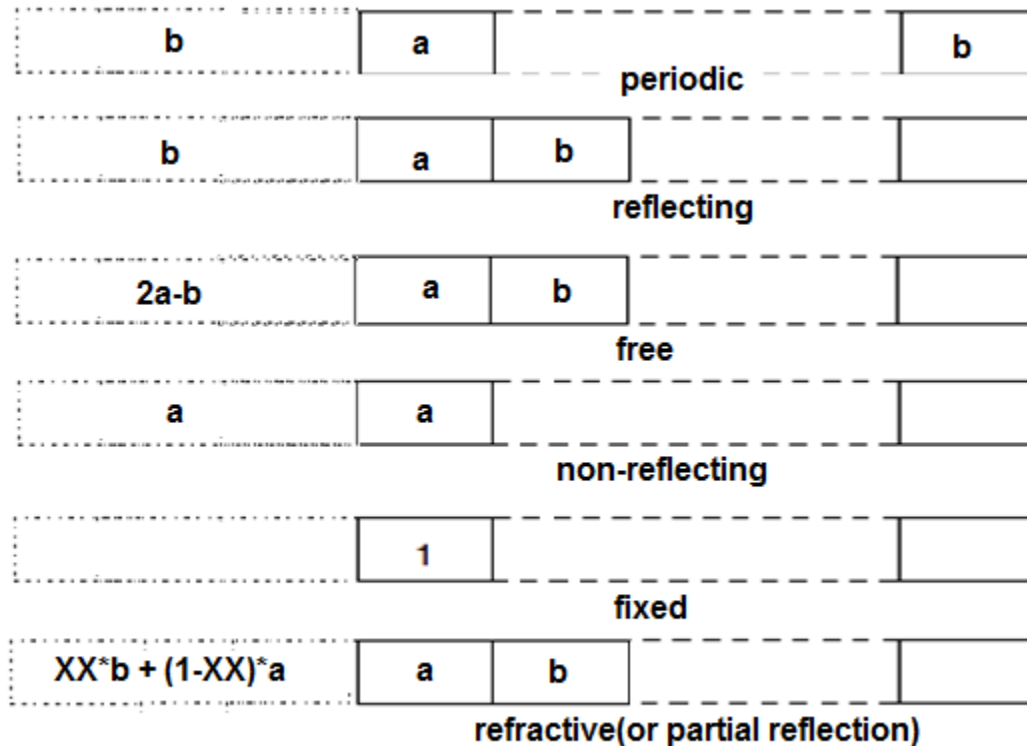 b a b
periodic
b a b
reflecting
2a-b a b
free
a a
non-reflecting
1
fixed
XX*b + (1-XX)*a a b
refractive(or partial reflection)